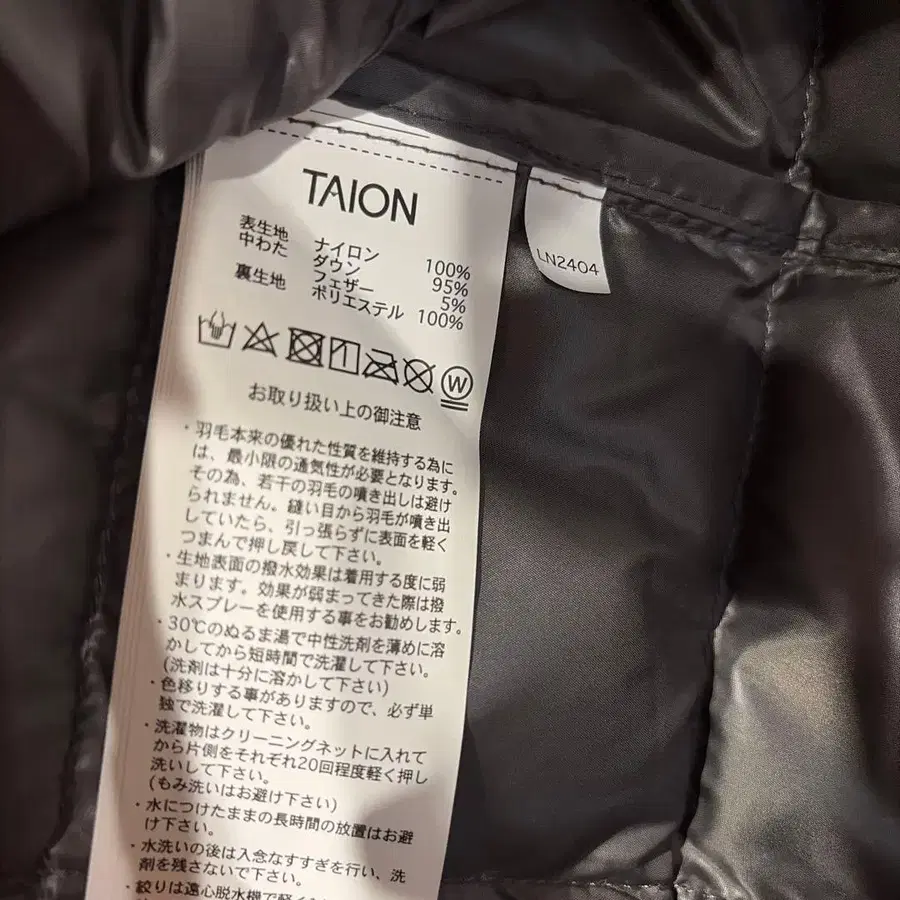 TAION
表生地 ナイロン 100%
中わた ダウン 95%
フェザー 5%
裏生地 ポリエステル 100%
LN2404
W
お取り扱い上の御注意
・羽毛本来の優れた性質を維持する為に
は、最小限の通気性が必要となります。
その為、若干の羽毛の噴き出しは避け
られません。縫い目から羽毛が噴き出
していたら、引っ張らずに表面を軽く
つまんで押し戻して下さい。
・生地表面の撥水効果は着用する度に弱
まります。効果が弱まってきた際は撥
水スプレーを使用する事をお勧めします。
・30℃のぬるま湯で中性洗剤を薄めに溶
かしてから短時間で洗濯して下さい。
(洗剤は十分に溶かして下さい)
・色移りする事がありますので、必ず単
独で洗濯して下さい。
・洗濯物はクリーニングネットに入れて
から片側をそれぞれ20回程度軽く押し
洗いして下さい。
(もみ洗いはお避け下さい)
・水につけたままの長時間の放置はお避
け下さい。
・水洗いの後は入念なすすぎを行い、洗
剤を残さないで下さい。
・絞りは遠心脱水機で軽く